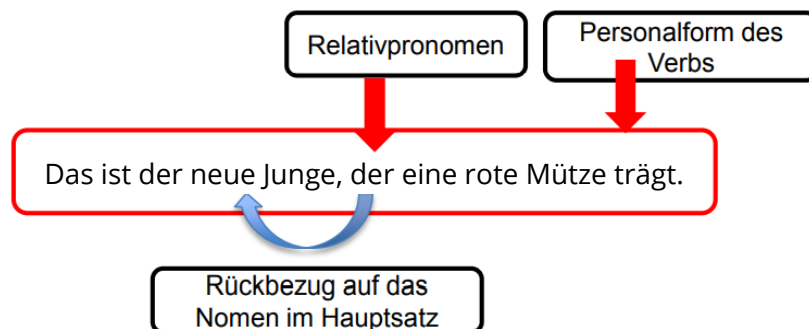 Relativpronomen
Personalform des
Verbs
Das ist der neue Junge, der eine rote Mütze trägt.
Rückbezug auf das
Nomen im Hauptsatz